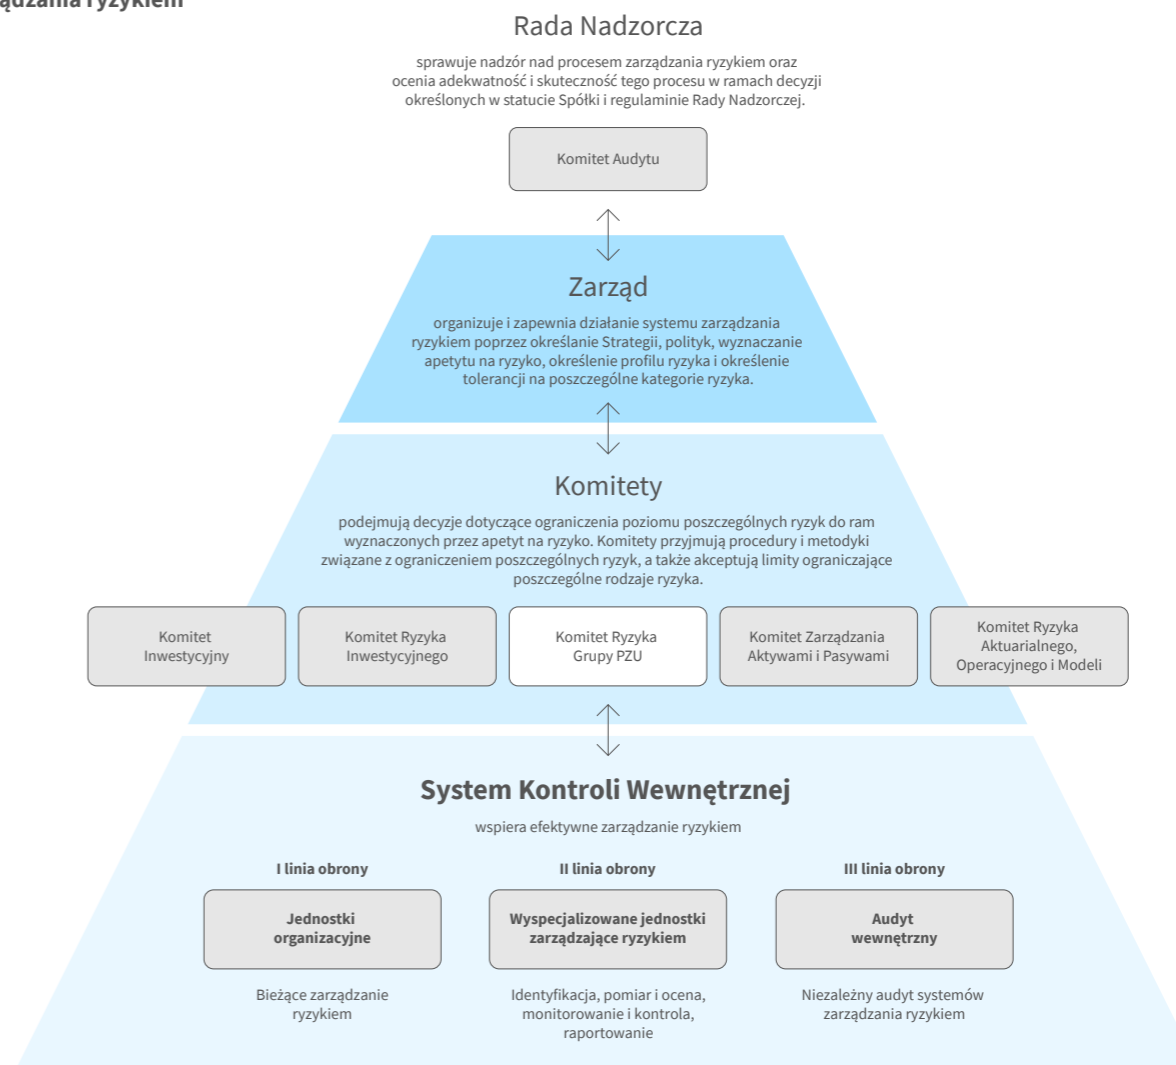 ądzania ryzykiem
Rada Nadzorcza
sprawuje nadzór nad procesem zarządzania ryzykiem oraz
ocenia adekwatność i skuteczność tego procesu w ramach decyzji
określonych w statucie Spółki i regulaminie Rady Nadzorczej.
Komitet Audytu
Zarząd
organizuje i zapewnia działanie systemu zarządzania
ryzykiem poprzez określanie Strategii, polityk, wyznaczanie
apetytu na ryzyko, określenie profilu ryzyka i określenie
tolerancji na poszczególne kategorie ryzyka.
Komitety
podejmują decyzje dotyczące ograniczenia poziomu poszczególnych ryzyk do ram
wyznaczonych przez apetyt na ryzyko. Komitety przyjmują procedury i metodyki
związane z ograniczeniem poszczególnych ryzyk, a także akceptują limity ograniczające
poszczególne rodzaje ryzyka.
Komitet
Inwestycyjny
Komitet Ryzyka
Inwestycyjnego
Komitet Ryzyka
Grupy PZU
Komitet Zarządzania
Aktywami i Pasywami
Komitet Ryzyka
Aktuarialnego,
Operacyjnego i Modeli
System Kontroli Wewnętrznej
wspiera efektywne zarządzanie ryzykiem
I linia obrony
Jednostki
organizacyjne
Bieżące zarządzanie
ryzykiem
II linia obrony
Wyspecjalizowane jednostki
zarządzające ryzykiem
Identyfikacja, pomiar i ocena,
monitorowanie i kontrola,
raportowanie
III linia obrony
Audyt
wewnętrzny
Niezależny audyt systemów
zarządzania ryzykiem